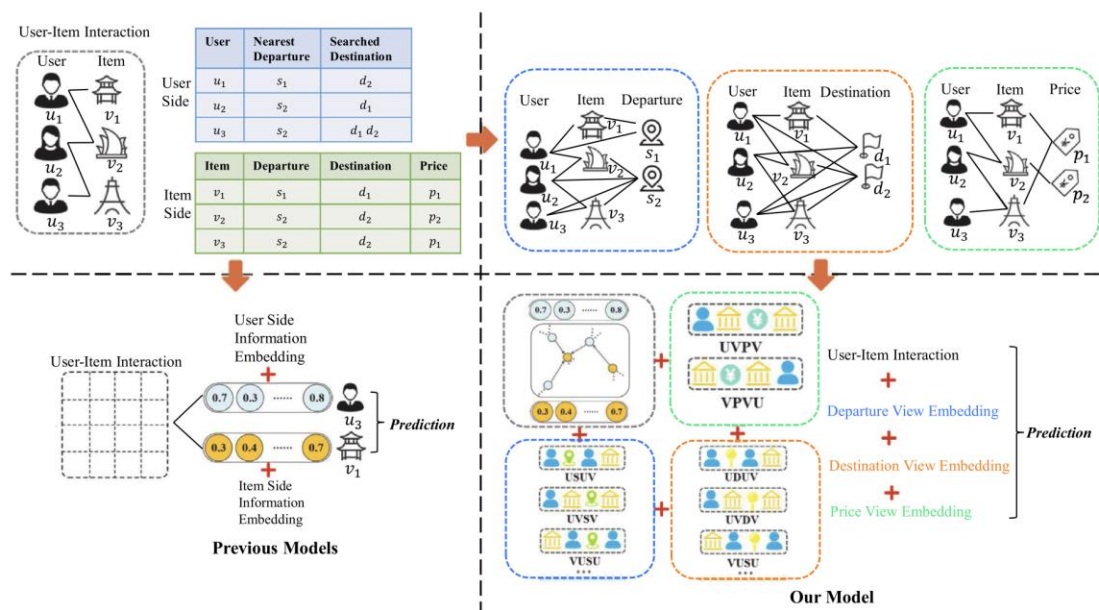 User-Item Interaction
User Item
u₁ v₁
u₂ v₂
u₃ v₃
User
Side
User Nearest Departure Searched Destination
u₁ s₁ d₂
u₂ s₂ d₁
u₃ s₂ d₁ d₂
Item
Side
Item Departure Destination Price
v₁ s₁ d₁ p₁
v₂ s₂ d₂ p₂
v₃ s₂ d₂ p₁
User Item Departure
u₁ v₁ s₁
u₂ v₂ s₂
u₃ v₃
User Item Destination
u₁ v₁ d₁
u₂ v₂ d₂
u₃ v₃
User Item Price
u₁ v₁ p₁
u₂ v₂ p₂
u₃ v₃
User-Item Interaction
User Side
Information
Embedding
+
0.7 0.3 ...... 0.8
u₃
0.3 0.4 ...... 0.7
v₁
+
Item Side
Information
Embedding
Prediction
Previous Models
0.7 0.3 ...... 0.8
0.3 0.4 ...... 0.7
+
¥
UVPV
¥
VPVU
+
+
USUV
UVSV
VUSU
...
+
UDUV
UVDV
VUSU
...
User-Item Interaction
+
Departure View Embedding
+
Destination View Embedding
+
Price View Embedding
Prediction
Our Model